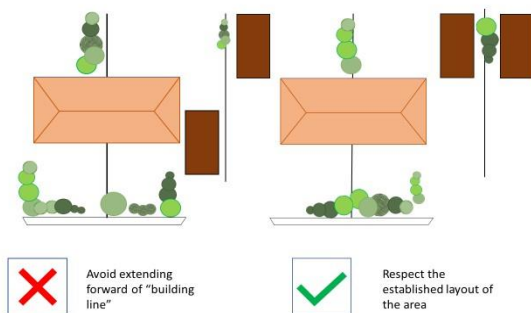 Avoid extending
forward of "building
line"
Respect the
established layout of
the area